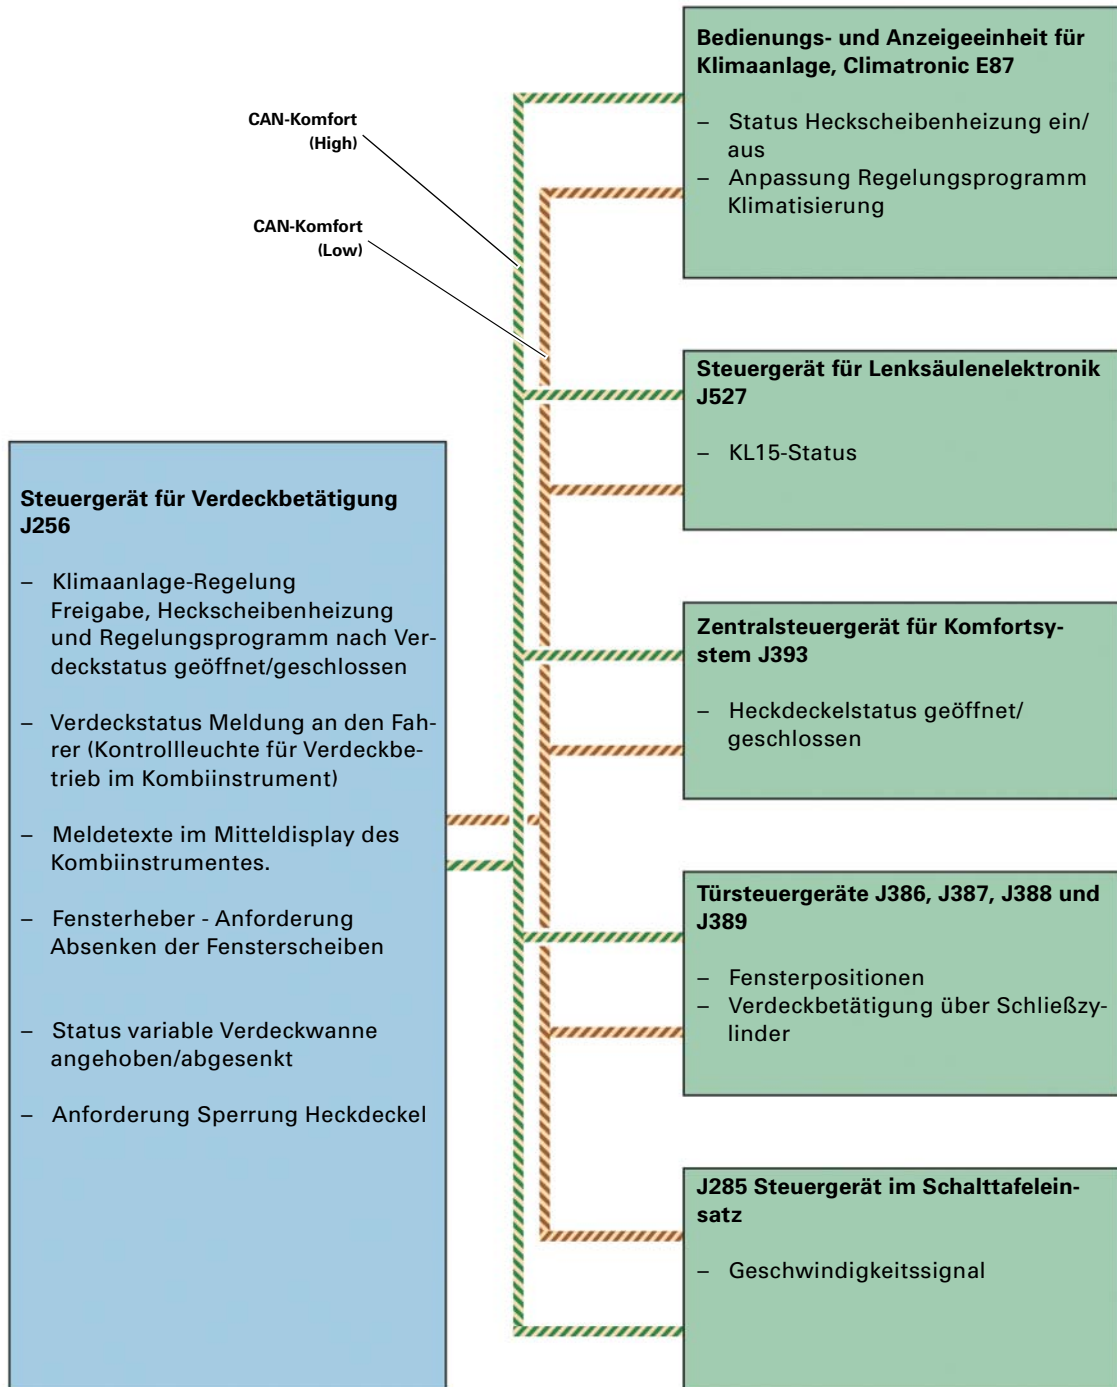 CAN-Komfort
(High)
CAN-Komfort
(Low)
Steuergerät für Verdeckbetätigung
J256
– Klimaanlage-Regelung
Freigabe, Heckscheibenheizung
und Regelungsprogramm nach Ver-
deckstatus geöffnet/geschlossen
– Verdeckstatus Meldung an den Fah-
rer (Kontrollleuchte für Verdeckbe-
trieb im Kombiinstrument)
– Meldetexte im Mitteldisplay des
Kombiinstrumentes.
– Fensterheber - Anforderung
Absenken der Fensterscheiben
– Status variable Verdeckwanne
angehoben/abgesenkt
– Anforderung Sperrung Heckdeckel
Bedienungs- und Anzeigeeinheit für
Klimaanlage, Climatronic E87
– Status Heckscheibenheizung ein/
aus
– Anpassung Regelungsprogramm
Klimatisierung
Steuergerät für Lenksäulenelektronik
J527
– KL15-Status
Zentralsteuergerät für Komfortsy-
stem J393
– Heckdeckelstatus geöffnet/
geschlossen
Türsteuergeräte J386, J387, J388 und
J389
– Fensterpositionen
– Verdeckbetätigung über Schließzy-
linder
J285 Steuergerät im Schalttafelein-
satz
– Geschwindigkeitssignal